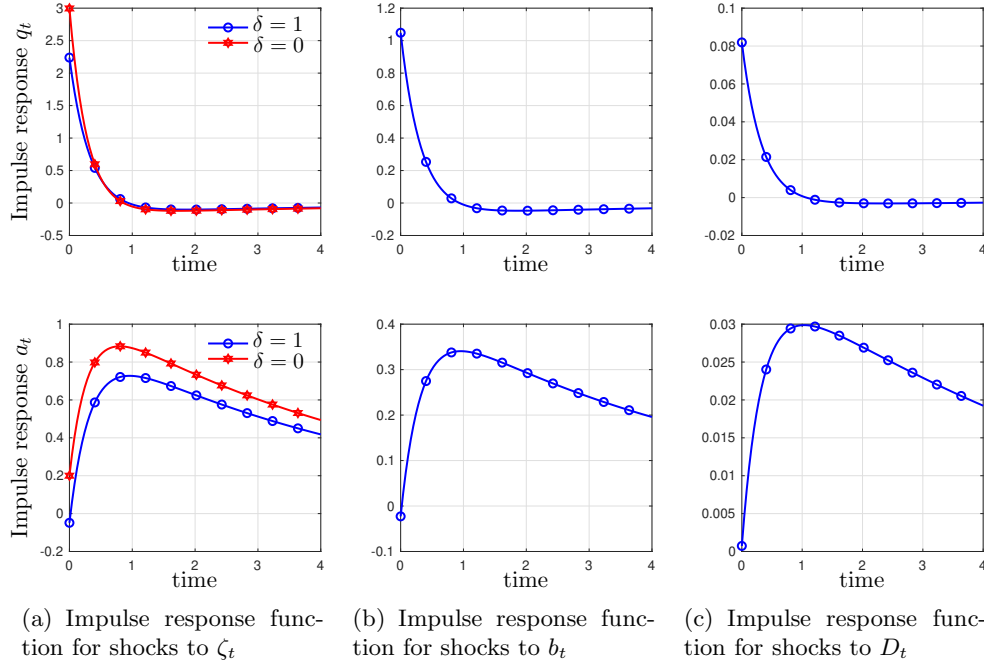 Impulse response q_t
3
2.5
2
1.5
1
0.5
0
-0.5
0 1 2 3 4
time
δ = 1
δ = 0
1.2
1
0.8
0.6
0.4
0.2
0
-0.2
0 1 2 3 4
time
0.1
0.08
0.06
0.04
0.02
0
-0.02
0 1 2 3 4
time
Impulse response a_t
1
0.8
0.6
0.4
0.2
0
-0.2
0 1 2 3 4
time
δ = 1
δ = 0
0.4
0.3
0.2
0.1
0
-0.1
0 1 2 3 4
time
0.03
0.025
0.02
0.015
0.01
0.005
0
0 1 2 3 4
time
(a) Impulse response func-
tion for shocks to ζ_t
(b) Impulse response func-
tion for shocks to b_t
(c) Impulse response func-
tion for shocks to D_t